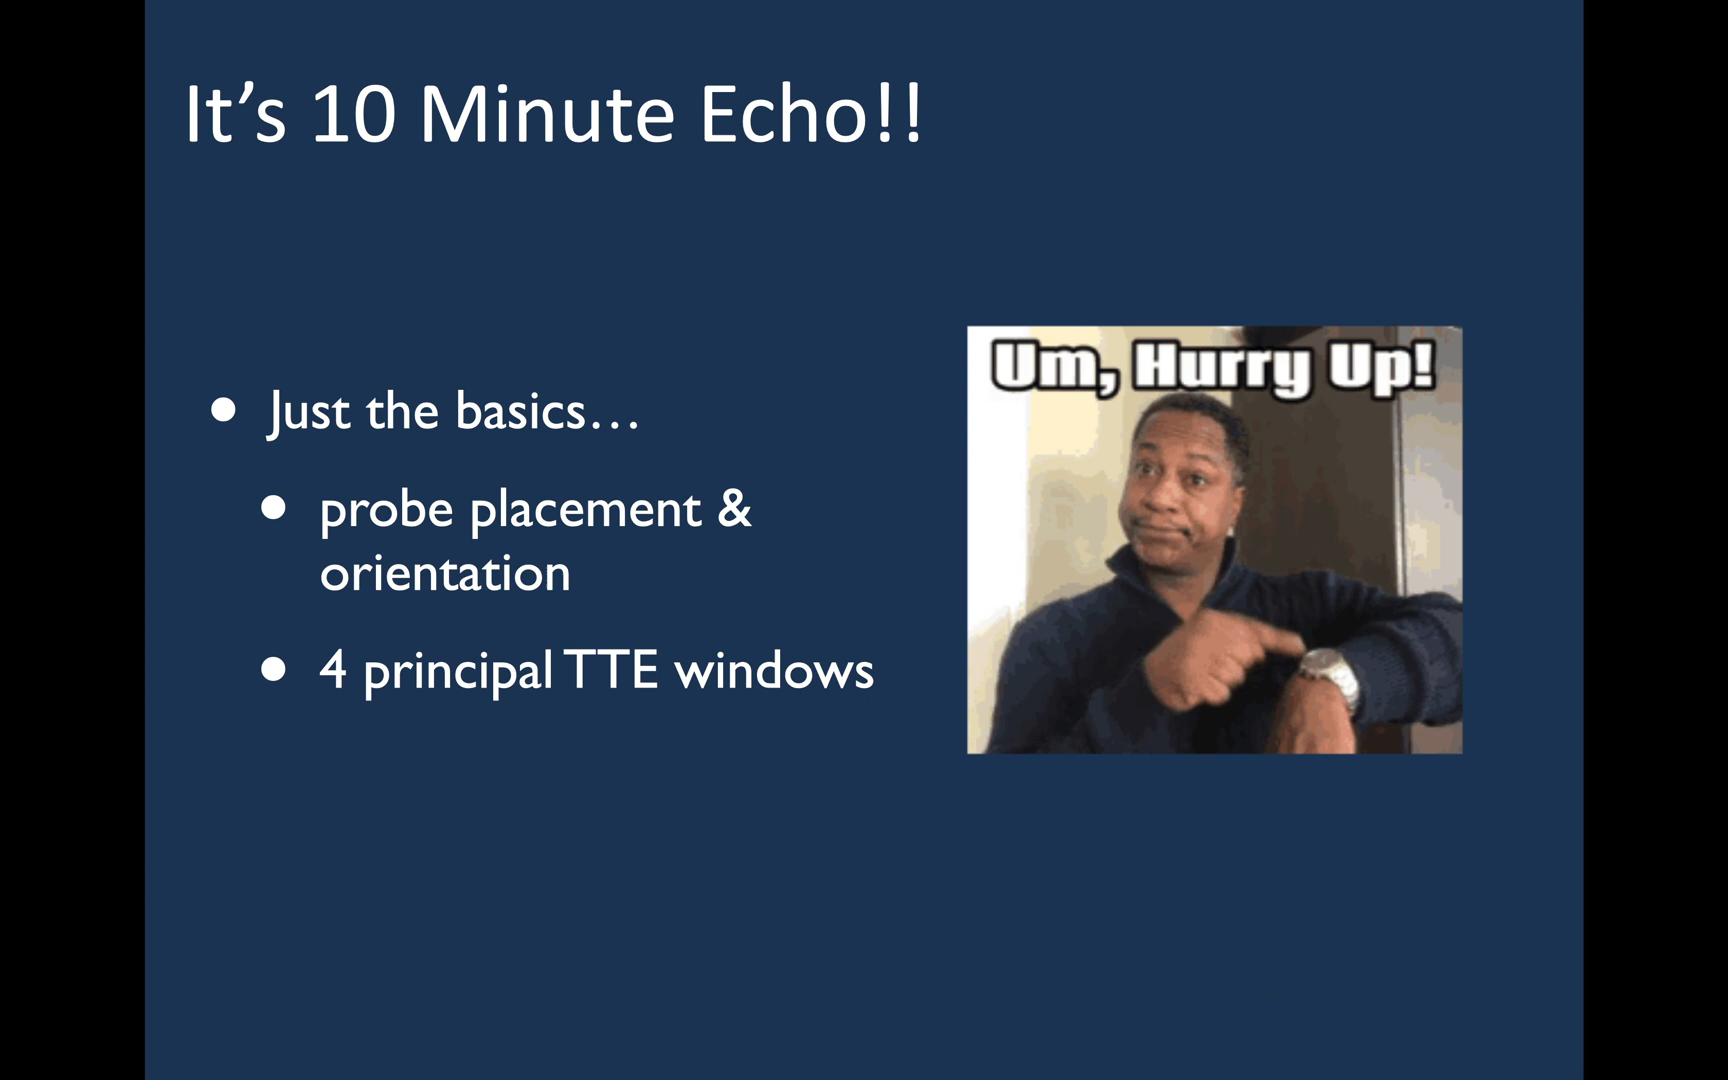 It’s 10 Minute Echo!!
Just the basics…
probe placement &
orientation
4 principal TTE windows
Um, Hurry Up!